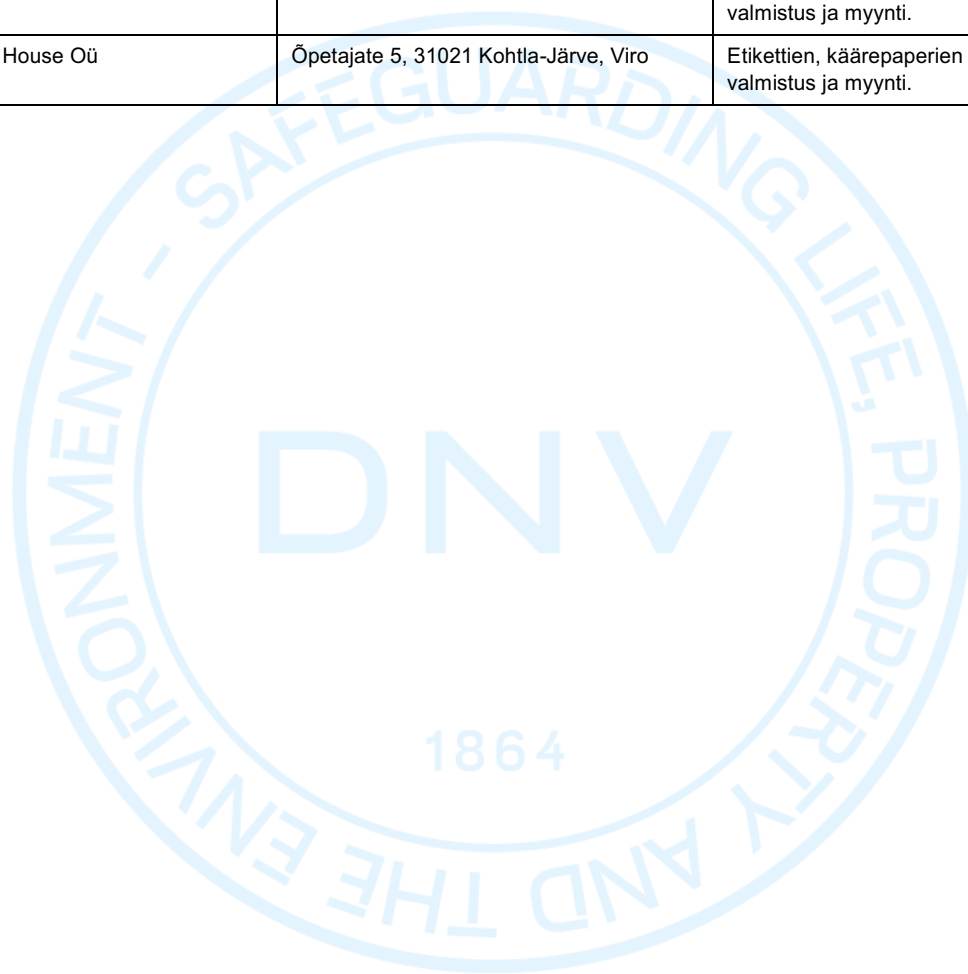 valmistus ja myynti.
House Oü
Õpetajate 5, 31021 Kohtla-Järve, Viro
Etikettien, käärepaperien
valmistus ja myynti.
SAFEGUARDING LIFE, PROPERTY AND THE ENVIRONMENT -
DNV
1864